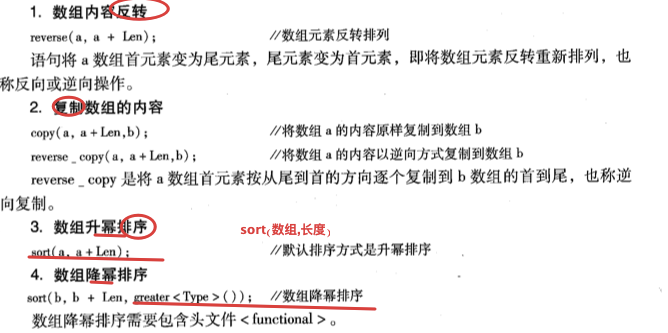 1. 数组内容反转
reverse(a, a + Len); //数组元素反转排列
语句将 a 数组首元素变为尾元素，尾元素变为首元素，即将数组元素反转重新排列，也
称反向或逆向操作。
2. 复制数组的内容
copy(a, a+Len,b); //将数组 a 的内容原样复制到数组 b
reverse_copy(a, a+Len,b); //将数组 a 的内容以逆向方式复制到数组 b
reverse_copy 是将 a 数组首元素按从尾到首的方向逐个复制到 b 数组的首到尾，也称逆
向复制。
3. 数组升幂排序 sort(数组,长度)
sort(a, a+Len); //默认排序方式是升幂排序
4. 数组降幂排序
sort(b, b + Len, greater<Type>()); //数组降幂排序
数组降幂排序需要包含头文件<functional>。